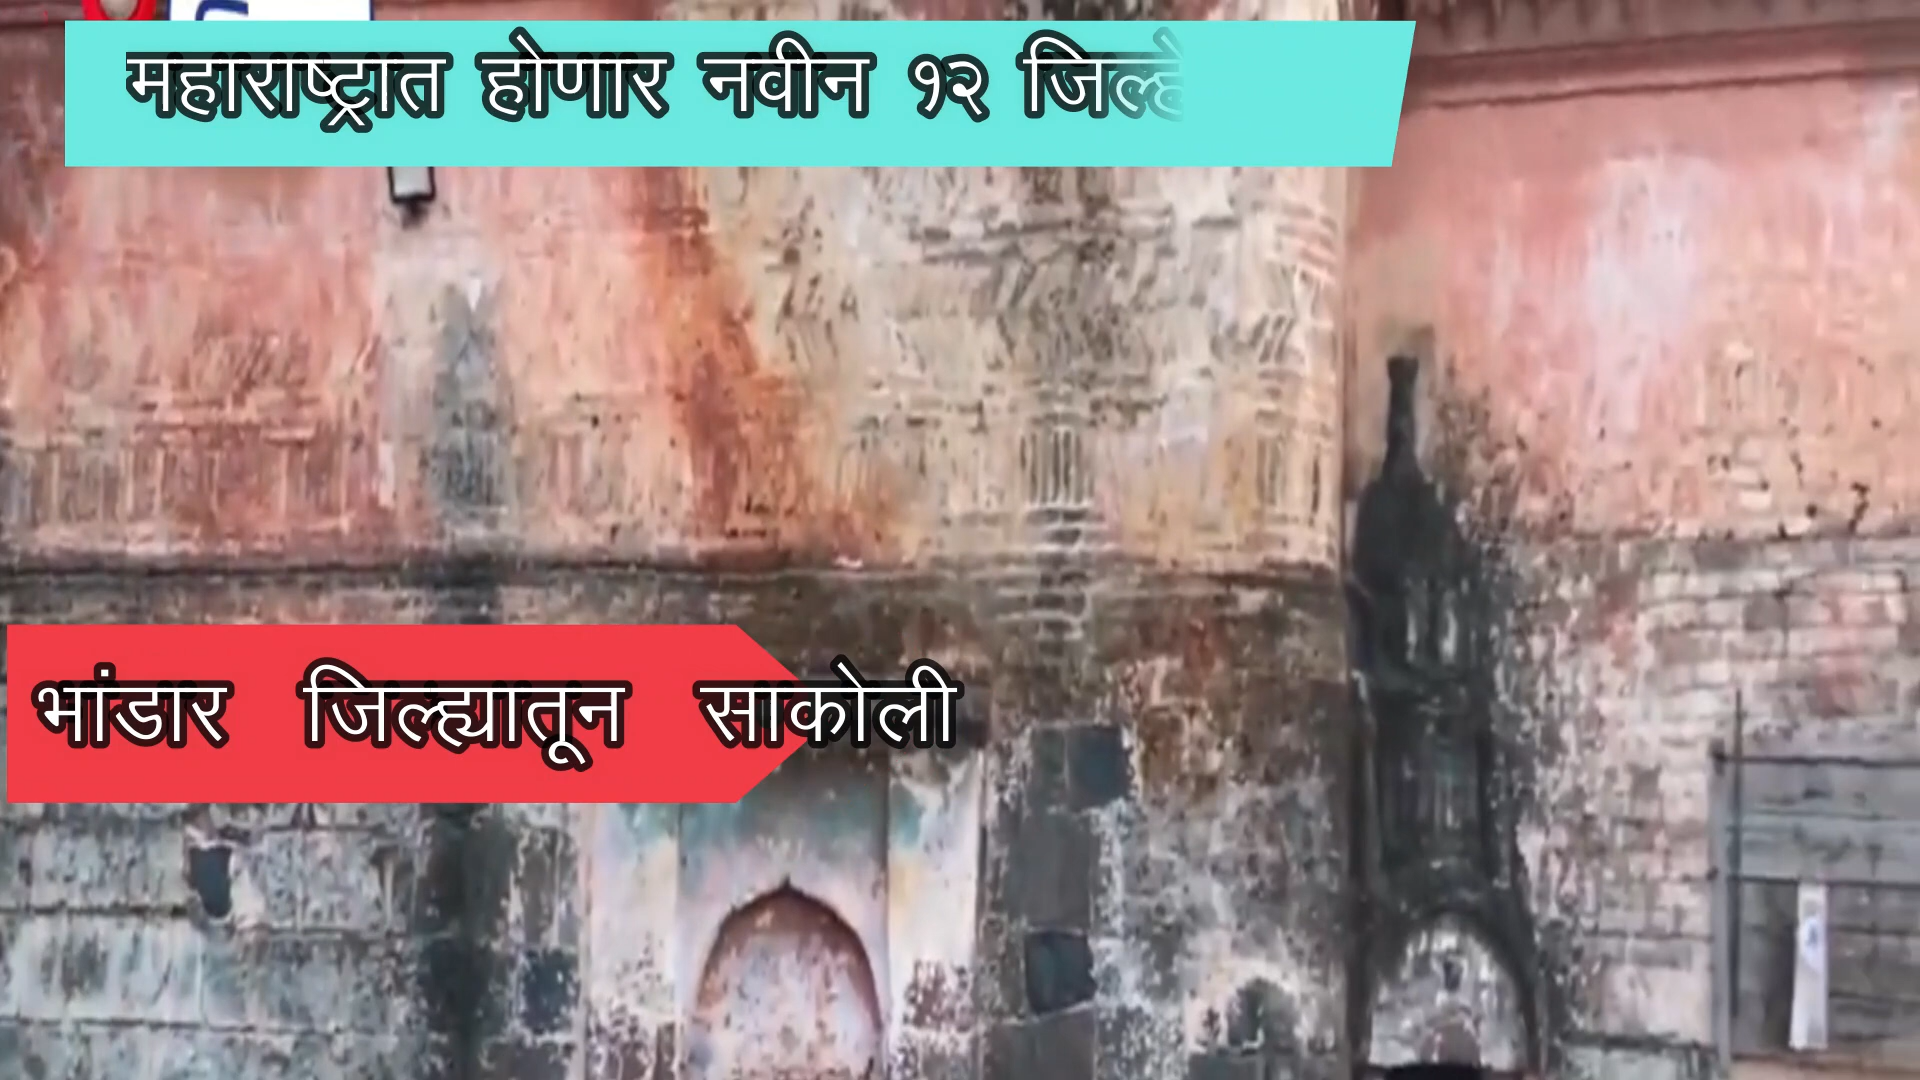 महाराष्ट्रात होणार नवीन १२ जिल्हे
भांडार जिल्ह्यातून साकोली